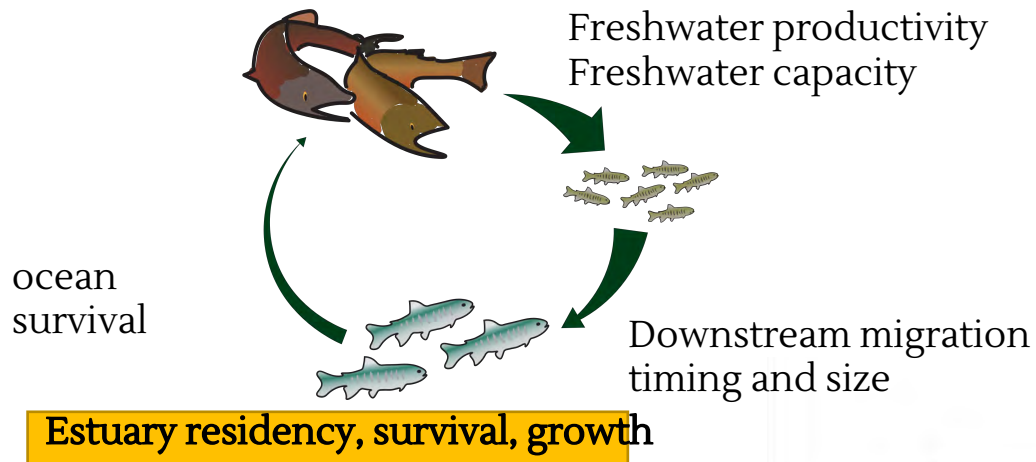 Freshwater productivity
Freshwater capacity
ocean
survival
Downstream migration
timing and size
Estuary residency, survival, growth